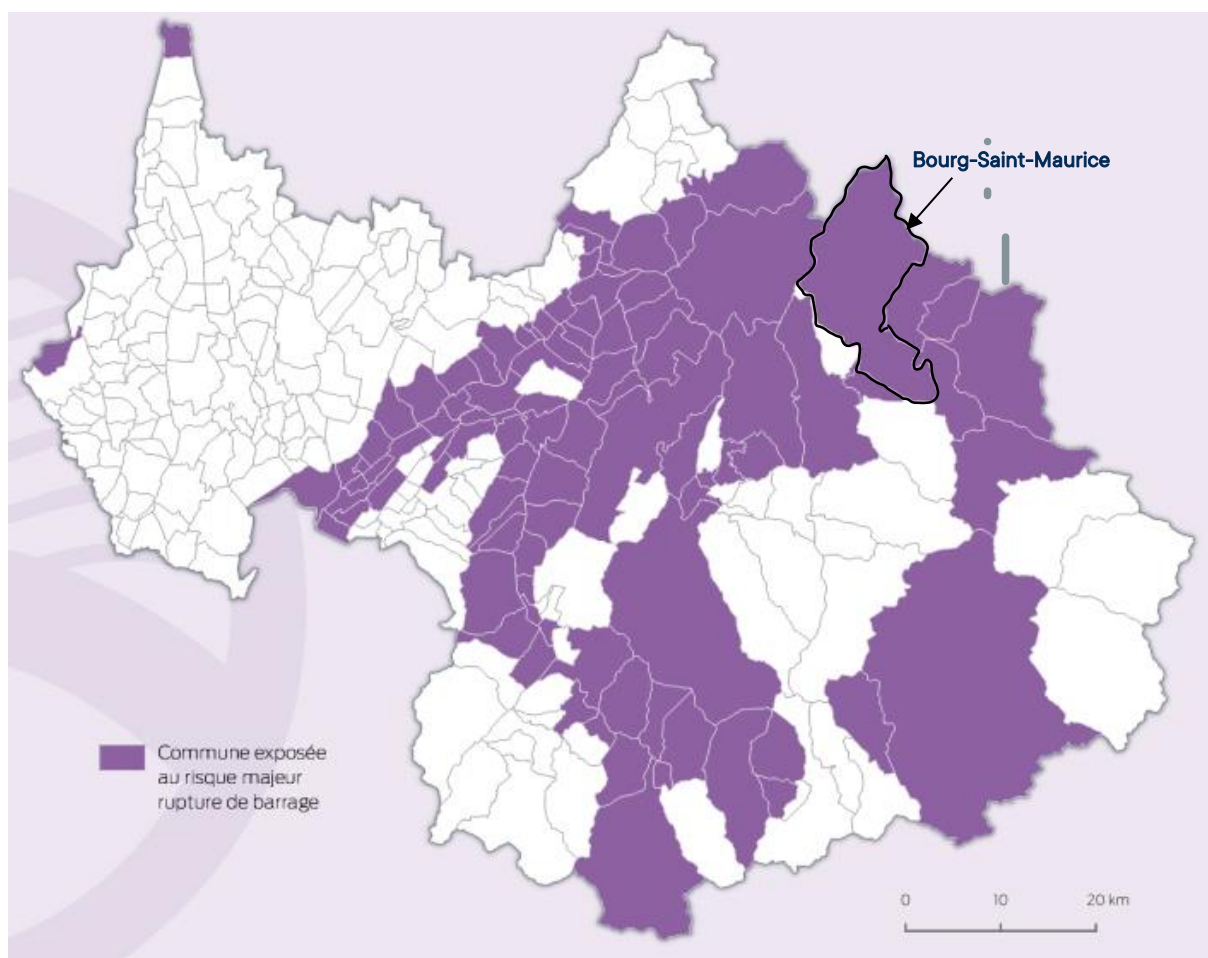 Bourg-Saint-Maurice
Commune exposée
au risque majeur
rupture de barrage
0 10 20 km